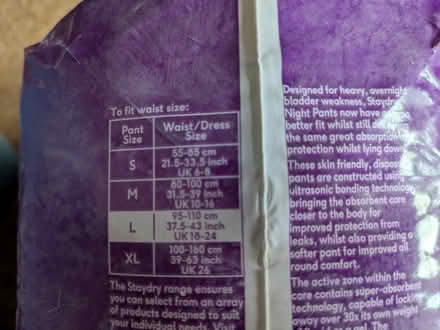 To fit waist size:
Pant Size
Waist/Dress Size
S
55-85 cm
21.5-33.5 inch
UK 6-8
M
80-100 cm
31.5-39 inch
UK 10-16
L
95-110 cm
37.5-43 inch
UK 18-24
XL
100-160 cm
39-63 inch
UK 26
The Staydry range ensures
you can select from an array
of products designed to suit
your individual needs. Visit
Designed for heavy, overnight
bladder weakness, Staydry
Night Pants now have
better fit whilst still
the same great absorption
protection whilst lying down
These skin friendly,
pants are constructed using
ultrasonic bonding technology
bringing the absorbent core
closer to the body for
improved protection from
leaks, whilst also providing a
softer pant for improved all
round comfort.
The active zone within the
core contains super-absorbent
technology, capable of locking
away over 30x its own weight